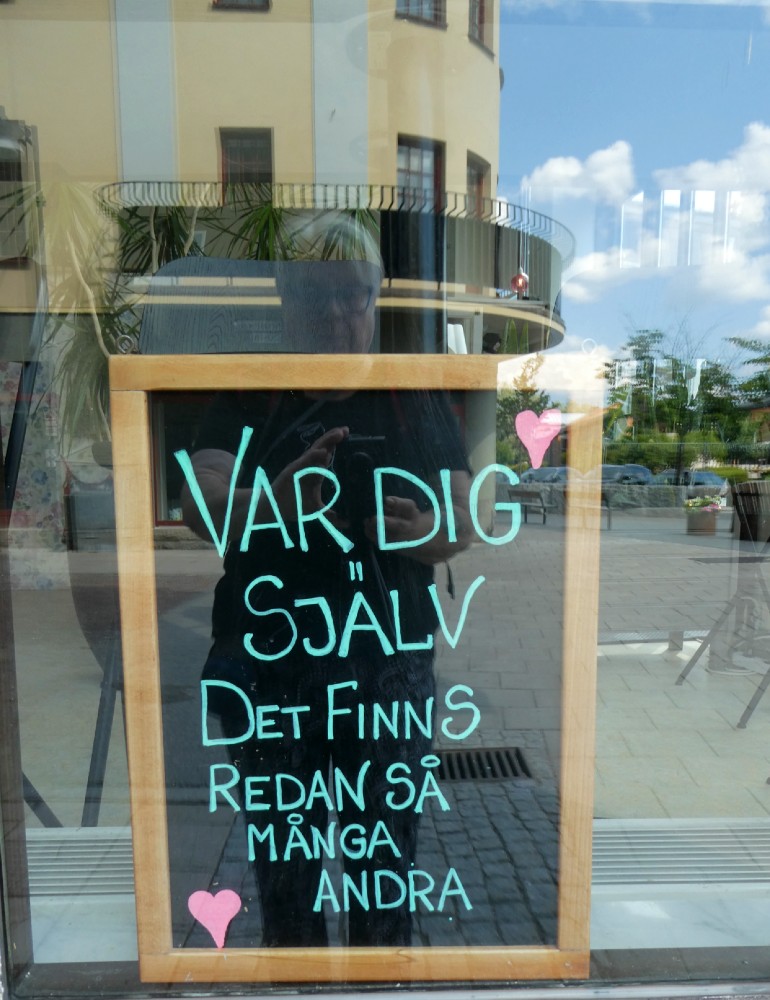 VAR DIG
SJÄLV
DET FINNS
REDAN SÅ
MÅNGA
ANDRA